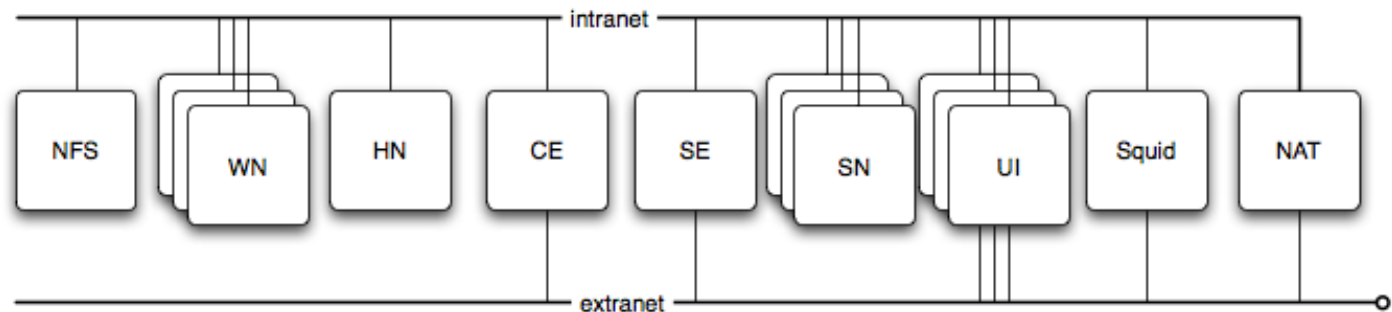 intranet
NFS
WN
HN
CE
SE
SN
UI
Squid
NAT
extranet